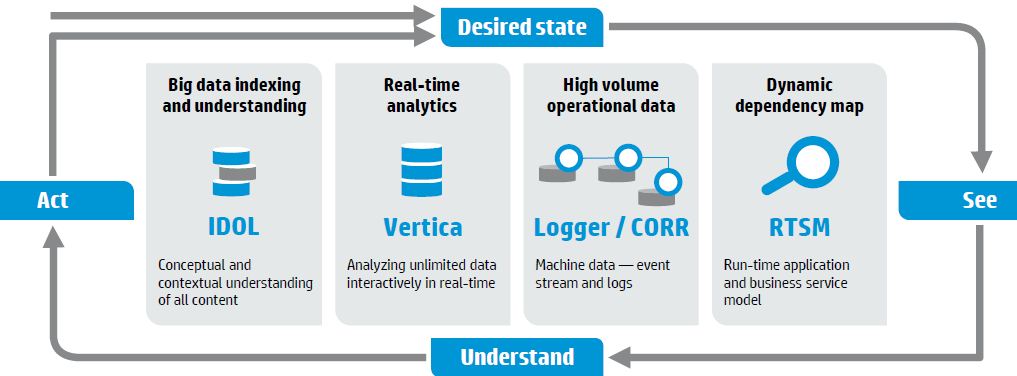 Desired state
Big data indexing
and understanding
Real-time
analytics
High volume
operational data
Dynamic
dependency map
Act
See
IDOL
Vertica
Logger / CORR
RTSM
Conceptual and
contextual understanding
of all content
Analyzing unlimited data
interactively in real-time
Machine data — event
stream and logs
Run-time application
and business service
model
Understand